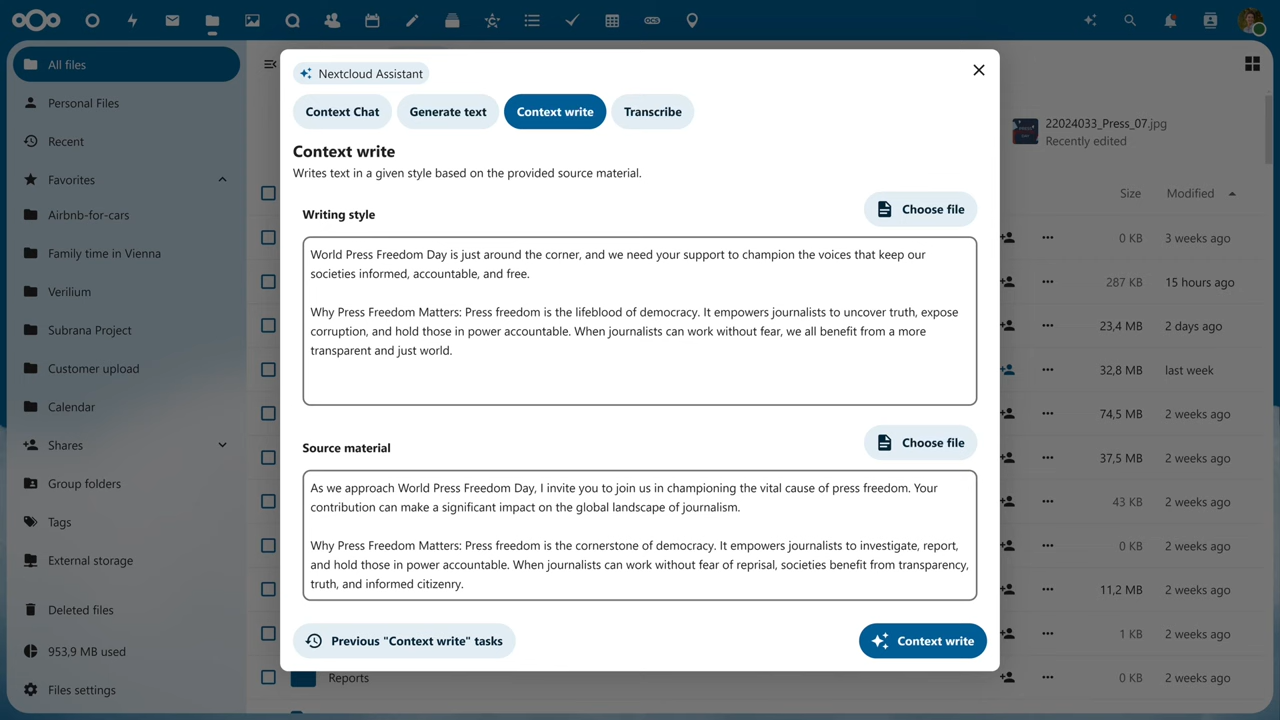 All files
Personal Files
Recent
Favorites
Airbnb-for-cars
Family time in Vienna
Verilium
Subrana Project
Customer upload
Calendar
Shares
Group folders
Tags
External storage
Deleted files
953,9 MB used
Files settings
Nextcloud Assistant
Context Chat
Generate text
Context write
Transcribe
Context write
Writes text in a given style based on the provided source material.
Writing style
Choose file
World Press Freedom Day is just around the corner, and we need your support to champion the voices that keep our
societies informed, accountable, and free.
Why Press Freedom Matters: Press freedom is the lifeblood of democracy. It empowers journalists to uncover truth, expose
corruption, and hold those in power accountable. When journalists can work without fear, we all benefit from a more
transparent and just world.
Source material
Choose file
As we approach World Press Freedom Day, I invite you to join us in championing the vital cause of press freedom. Your
contribution can make a significant impact on the global landscape of journalism.
Why Press Freedom Matters: Press freedom is the cornerstone of democracy. It empowers journalists to investigate, report,
and hold those in power accountable. When journalists can work without fear of reprisal, societies benefit from transparency,
truth, and informed citizenry.
Previous "Context write" tasks
Context write
22024033_Press_07.jpg
Recently edited
Size Modified
0 KB 3 weeks ago
287 KB 15 hours ago
23,4 MB 2 days ago
32,8 MB last week
74,5 MB 2 weeks ago
37,5 MB 2 weeks ago
43 KB 2 weeks ago
0 KB 2 weeks ago
11,2 MB 2 weeks ago
1 KB 2 weeks ago
Reports 0 KB 2 weeks ago